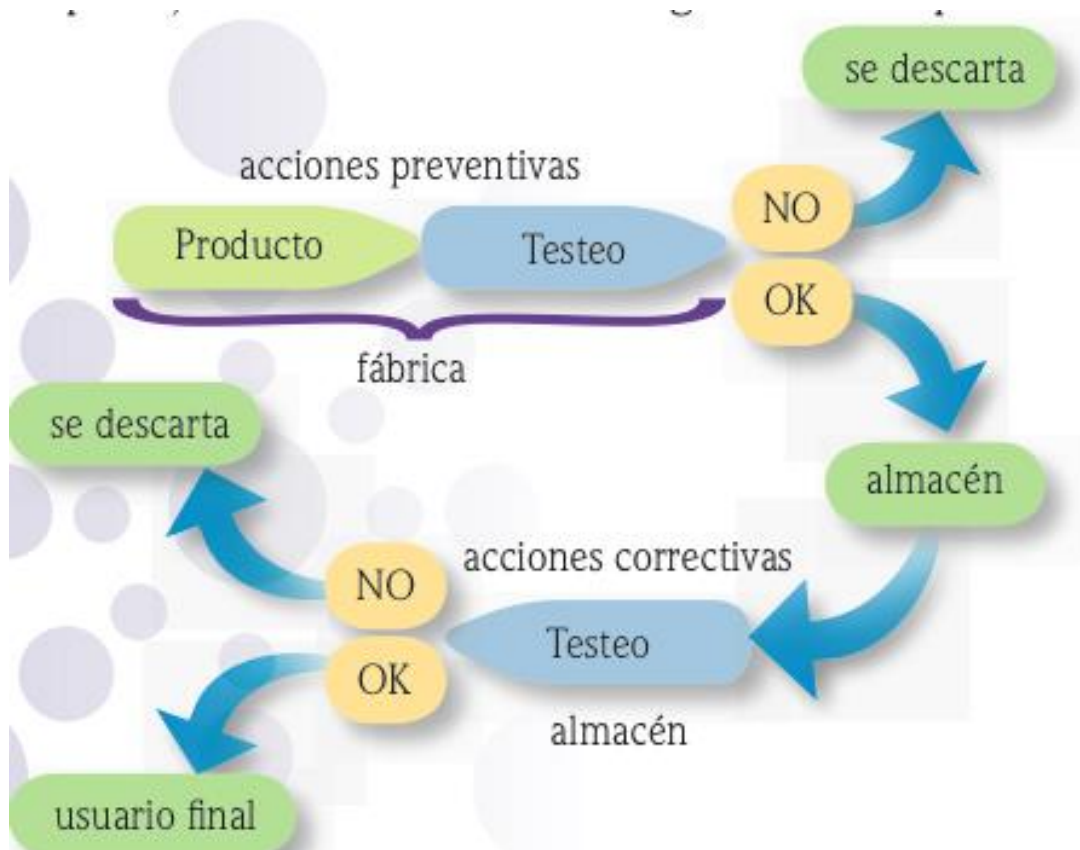 se descarta
acciones preventivas
Producto
Testeo
NO
OK
fábrica
se descarta
almacén
acciones correctivas
NO
Testeo
OK
almacén
usuario final